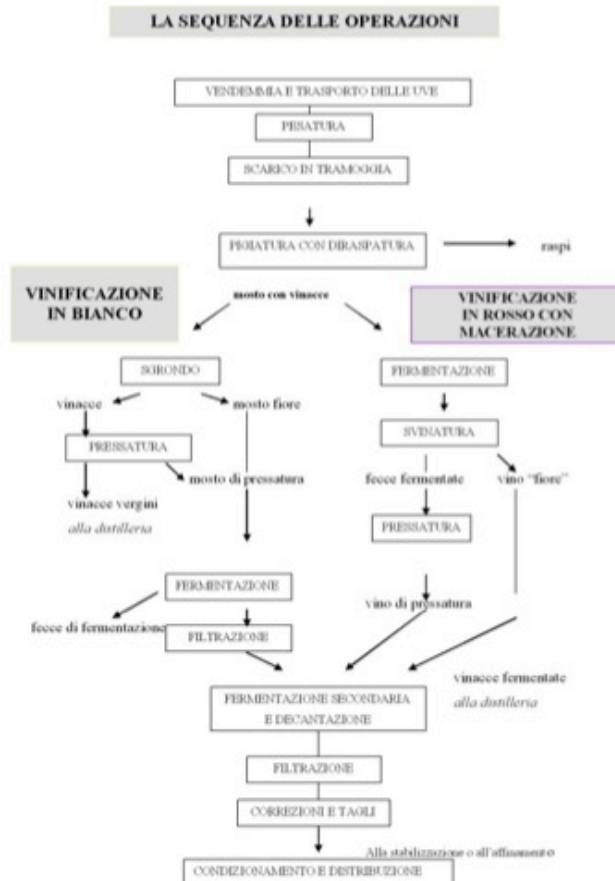 LA SEQUENZA DELLE OPERAZIONI
VENDEMMIA E TRASPORTO DELLE UVE
PESATURA
SCARICO IN TRAMOGGIA
PIGIATURA CON DIRASPATURA
raspi
VINIFICAZIONE
IN BIANCO
mosto con vinacce
VINIFICAZIONE
IN ROSSO CON
MACERAZIONE
SGRONDO
FERMENTAZIONE
vinacce
mosto fiore
SVINATURA
PRESSATURA
mosto di pressatura
fecce fermentate
vino "fiore"
vinacce vergini
alla distilleria
PRESSATURA
FERMENTAZIONE
vino di pressatura
fecce di fermentazione
FILTRAZIONE
vinacce fermentate
alla distilleria
FERMENTAZIONE SECONDARIA
E DECANTAZIONE
FILTRAZIONE
CORREZIONI E TAGLI
Alla stabilizzazione o all'affinamento
CONDIZIONAMENTO E DISTRIBUZIONE